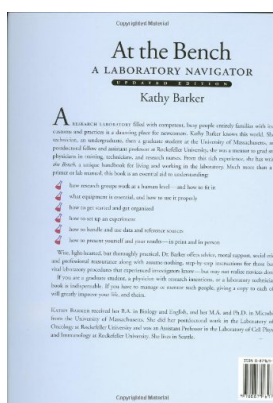 Copyrighted Material
At the Bench
A LABORATORY NAVIGATOR
UPDATED EDITION
Kathy Barker
A RESEARCH LABORATORY filled with competent, busy people entirely familiar with its
customs and practices is a daunting place for newcomers. Kathy Barker knows this world. She
technician, an undergraduate, then a graduate student at the University of Massachusetts, a
postdoctoral fellow and assistant professor at Rockefeller University, she was a mentor to
physicians in training, technicians, and research nurses. From this rich experience, she has
the Bench, a unique handbook for living and working in the laboratory. Much more than a
primer or lab manual, this book is an essential aid to understanding:
how research groups work at a human level—and how to fit in
what equipment is essential, and how to use it properly
how to get started and get organized
how to set up an experiment
how to handle and use data and reference sources
how to present yourself and your results—in print and in person
Wise, light-hearted, but thoroughly practical, Dr. Barker offers advice, moral support, social
and professional reassurance along with assume-nothing, step-by-step instructions for those
vital laboratory procedures that experienced investigators know—but may not realize
If you are a graduate student, a physician with research intentions, or a laboratory technician
book is indispensable. If you have to manage or mentor such people, giving a copy to each
will greatly improve your life, and theirs.
KATHY BARKER received her B.A. in Biology and English, and her M.A. and Ph.D. in
from the University of Massachusetts. She did her postdoctoral work in the Laboratory of
Oncology at Rockefeller University and was an Assistant Professor in the Laboratory of Cell
and Immunology at Rockefeller University. She lives in Seattle.
Copyrighted Material